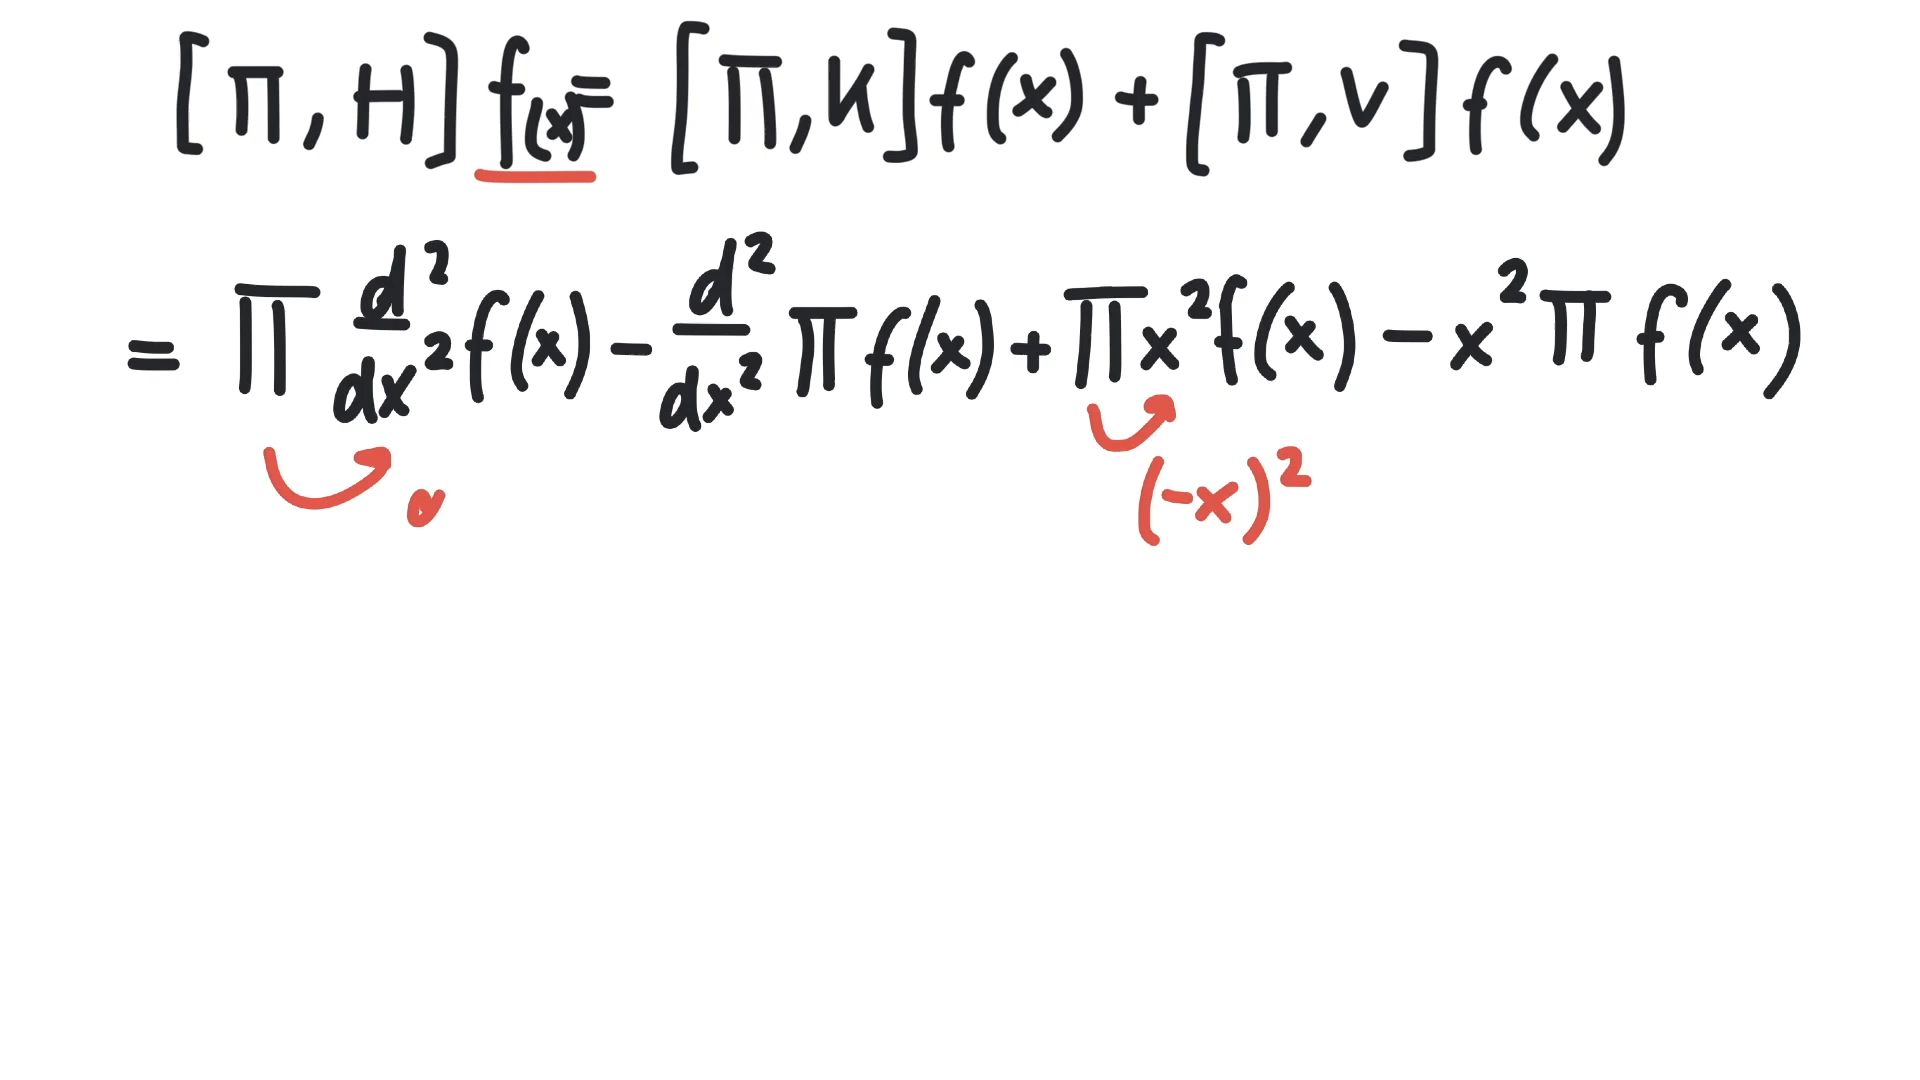 [Π, H] f(x) = [Π, K] f(x) + [Π, V] f(x)
= Π d²/dx² f(x) − d²/dx² Π f(x) + Π x² f(x) − x² Π f(x)
(-x)²